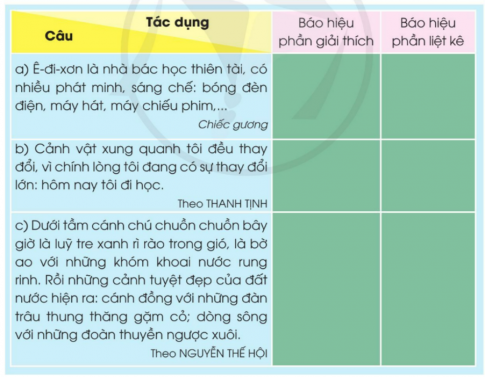 Tác dụng
Câu
Báo hiệu
phần giải thích
Báo hiệu
phần liệt kê
a) Ê-đi-xơn là nhà bác học thiên tài, có
nhiều phát minh, sáng chế: bóng đèn
điện, máy hát, máy chiếu phim,...
Chiếc gương
b) Cảnh vật xung quanh tôi đều thay
đổi, vì chính lòng tôi đang có sự thay đổi
lớn: hôm nay tôi đi học.
Theo THANH TỊNH
c) Dưới tầm cánh chú chuồn chuồn bây
giờ là luỹ tre xanh rì rào trong gió, là bờ
ao với những khóm khoai nước rung
rinh. Rồi những cảnh tuyệt đẹp của đất
nước hiện ra: cánh đồng với những đàn
trâu thung thăng gặm cỏ; dòng sông
với những đoàn thuyền ngược xuôi.
Theo NGUYỄN THẾ HỘI